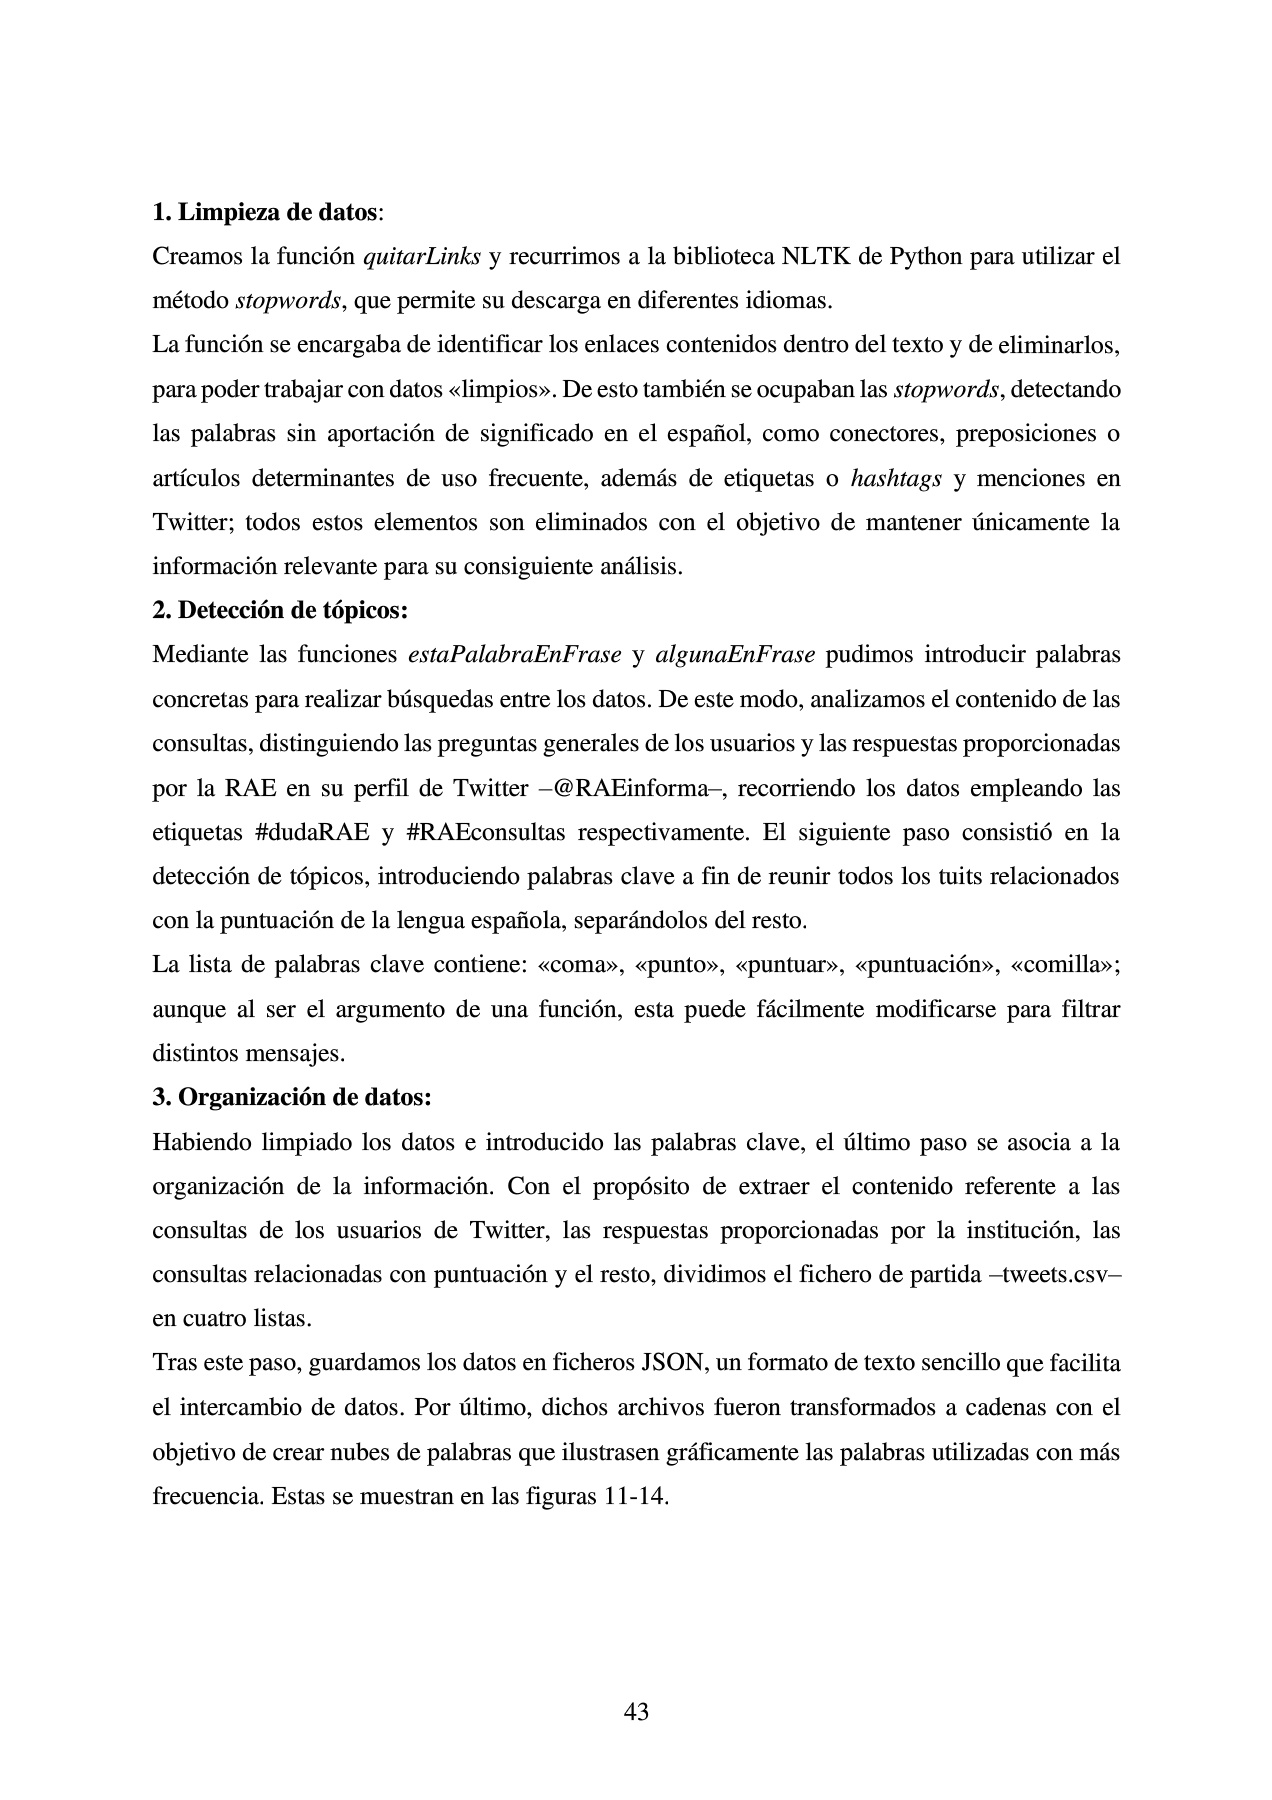 1. Limpieza de datos:
Creamos la función quitarLinks y recurrimos a la biblioteca NLTK de Python para utilizar el
método stopwords, que permite su descarga en diferentes idiomas.
La función se encargaba de identificar los enlaces contenidos dentro del texto y de eliminarlos,
para poder trabajar con datos «limpios». De esto también se ocupaban las stopwords, detectando
las palabras sin aportación de significado en el español, como conectores, preposiciones o
artículos determinantes de uso frecuente, además de etiquetas o hashtags y menciones en
Twitter; todos estos elementos son eliminados con el objetivo de mantener únicamente la
información relevante para su consiguiente análisis.
2. Detección de tópicos:
Mediante las funciones estaPalabraEnFrase y algunaEnFrase pudimos introducir palabras
concretas para realizar búsquedas entre los datos. De este modo, analizamos el contenido de las
consultas, distinguiendo las preguntas generales de los usuarios y las respuestas proporcionadas
por la RAE en su perfil de Twitter –@RAEinforma–, recorriendo los datos empleando las
etiquetas #dudaRAE y #RAEconsultas respectivamente. El siguiente paso consistió en la
detección de tópicos, introduciendo palabras clave a fin de reunir todos los tuits relacionados
con la puntuación de la lengua española, separándolos del resto.
La lista de palabras clave contiene: «coma», «punto», «puntuar», «puntuación», «comilla»;
aunque al ser el argumento de una función, esta puede fácilmente modificarse para filtrar
distintos mensajes.
3. Organización de datos:
Habiendo limpiado los datos e introducido las palabras clave, el último paso se asocia a la
organización de la información. Con el propósito de extraer el contenido referente a las
consultas de los usuarios de Twitter, las respuestas proporcionadas por la institución, las
consultas relacionadas con puntuación y el resto, dividimos el fichero de partida –tweets.csv–
en cuatro listas.
Tras este paso, guardamos los datos en ficheros JSON, un formato de texto sencillo que facilita
el intercambio de datos. Por último, dichos archivos fueron transformados a cadenas con el
objetivo de crear nubes de palabras que ilustrasen gráficamente las palabras utilizadas con más
frecuencia. Estas se muestran en las figuras 11-14.
43